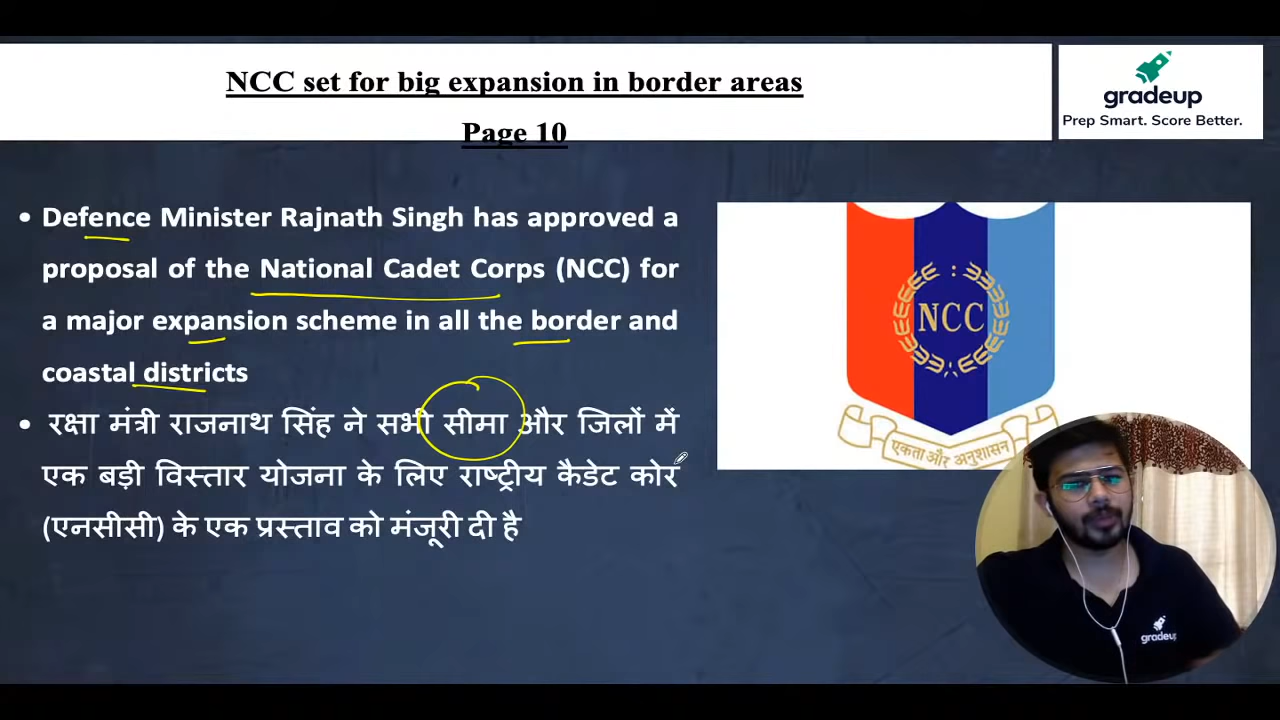 NCC set for big expansion in border areas
Page 10
gradeup
Prep Smart. Score Better.
• Defence Minister Rajnath Singh has approved a
proposal of the National Cadet Corps (NCC) for
a major expansion scheme in all the border and
coastal districts
• रक्षा मंत्री राजनाथ सिंह ने सभी सीमा और जिलों में
एक बड़ी विस्तार योजना के लिए राष्ट्रीय कैडेट कोर
(एनसीसी) के एक प्रस्ताव को मंजूरी दी है
NCC
एकता और अनुशासन
gradeup